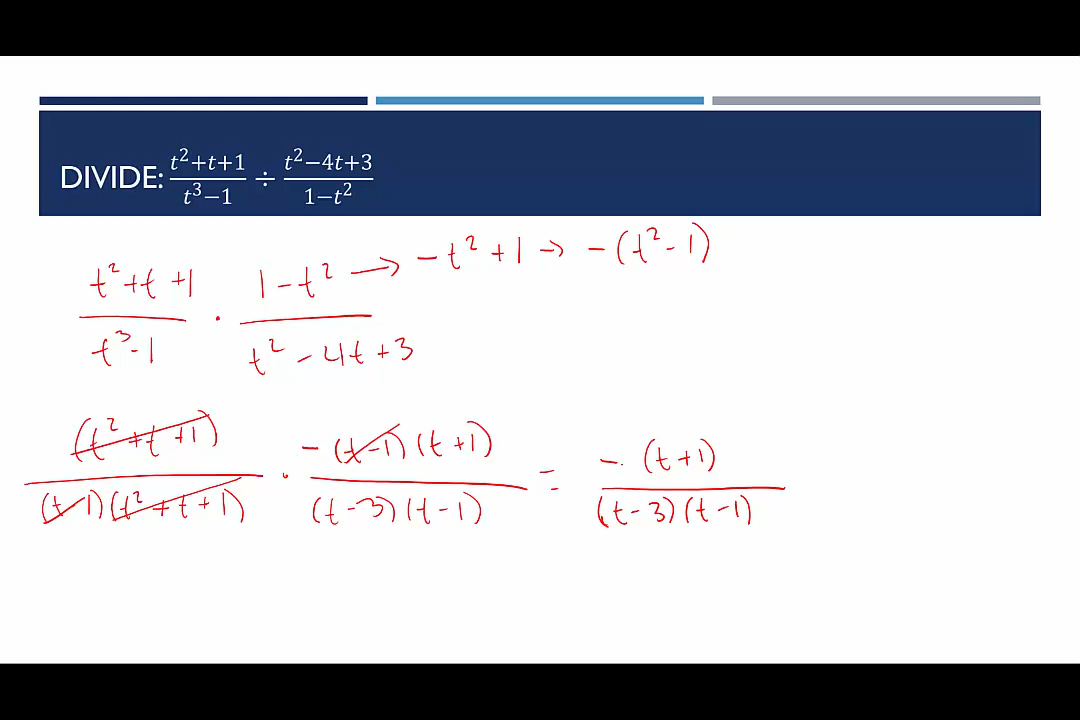 DIVIDE: (t²+t+1)/(t³−1) ÷ (t²−4t+3)/(1−t²)
(t²+t+1)/(t³-1) · (1-t²)/(t²-4t+3) → -t²+1 → -(t²-1)
(t²+t+1)/((t-1)(t²+t+1)) · -(t-1)(t+1)/((t-3)(t-1)) = -(t+1)/((t-3)(t-1))